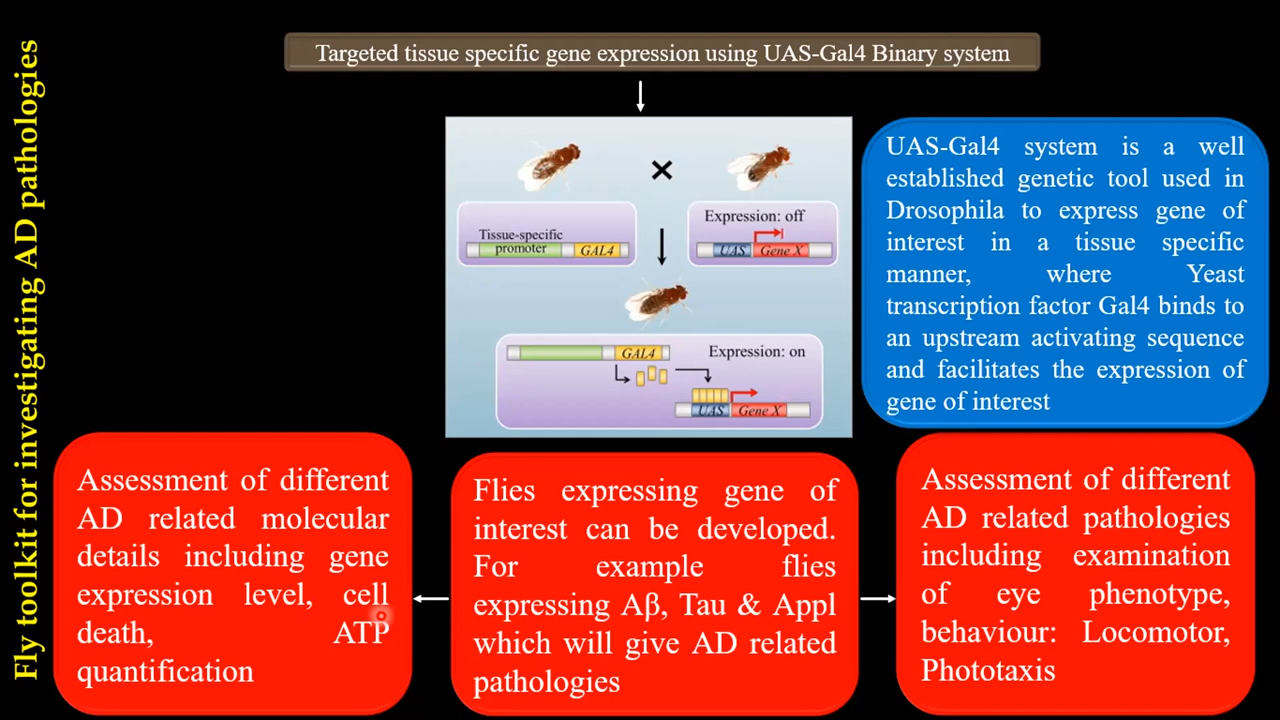 Fly toolkit for investigating AD pathologies
Targeted tissue specific gene expression using UAS-Gal4 Binary system
×
Tissue-specific
promoter
GAL4
Expression: off
UAS
Gene X
GAL4
Expression: on
UAS
Gene X
UAS-Gal4 system is a well
established genetic tool used in
Drosophila to express gene of
interest in a tissue specific
manner, where Yeast
transcription factor Gal4 binds to
an upstream activating sequence
and facilitates the expression of
gene of interest
Assessment of different
AD related molecular
details including gene
expression level, cell
death, ATP
quantification
Flies expressing gene of
interest can be developed.
For example flies
expressing Aβ, Tau & Appl
which will give AD related
pathologies
Assessment of different
AD related pathologies
including examination
of eye phenotype,
behaviour: Locomotor,
Phototaxis